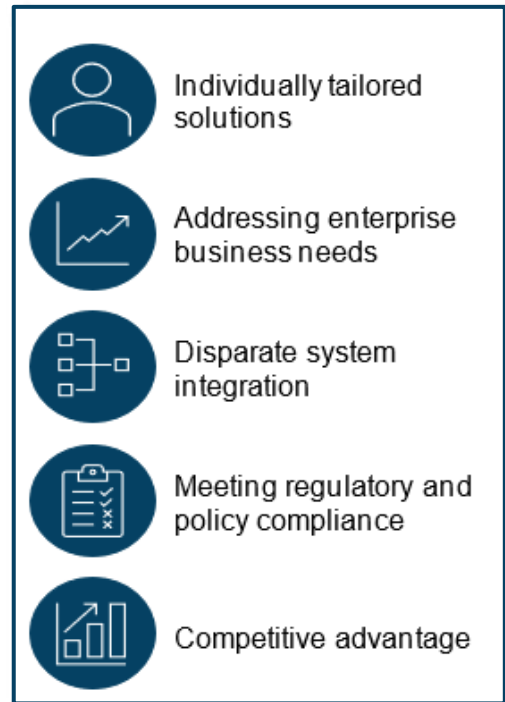 Individually tailored
solutions
Addressing enterprise
business needs
Disparate system
integration
Meeting regulatory and
policy compliance
Competitive advantage